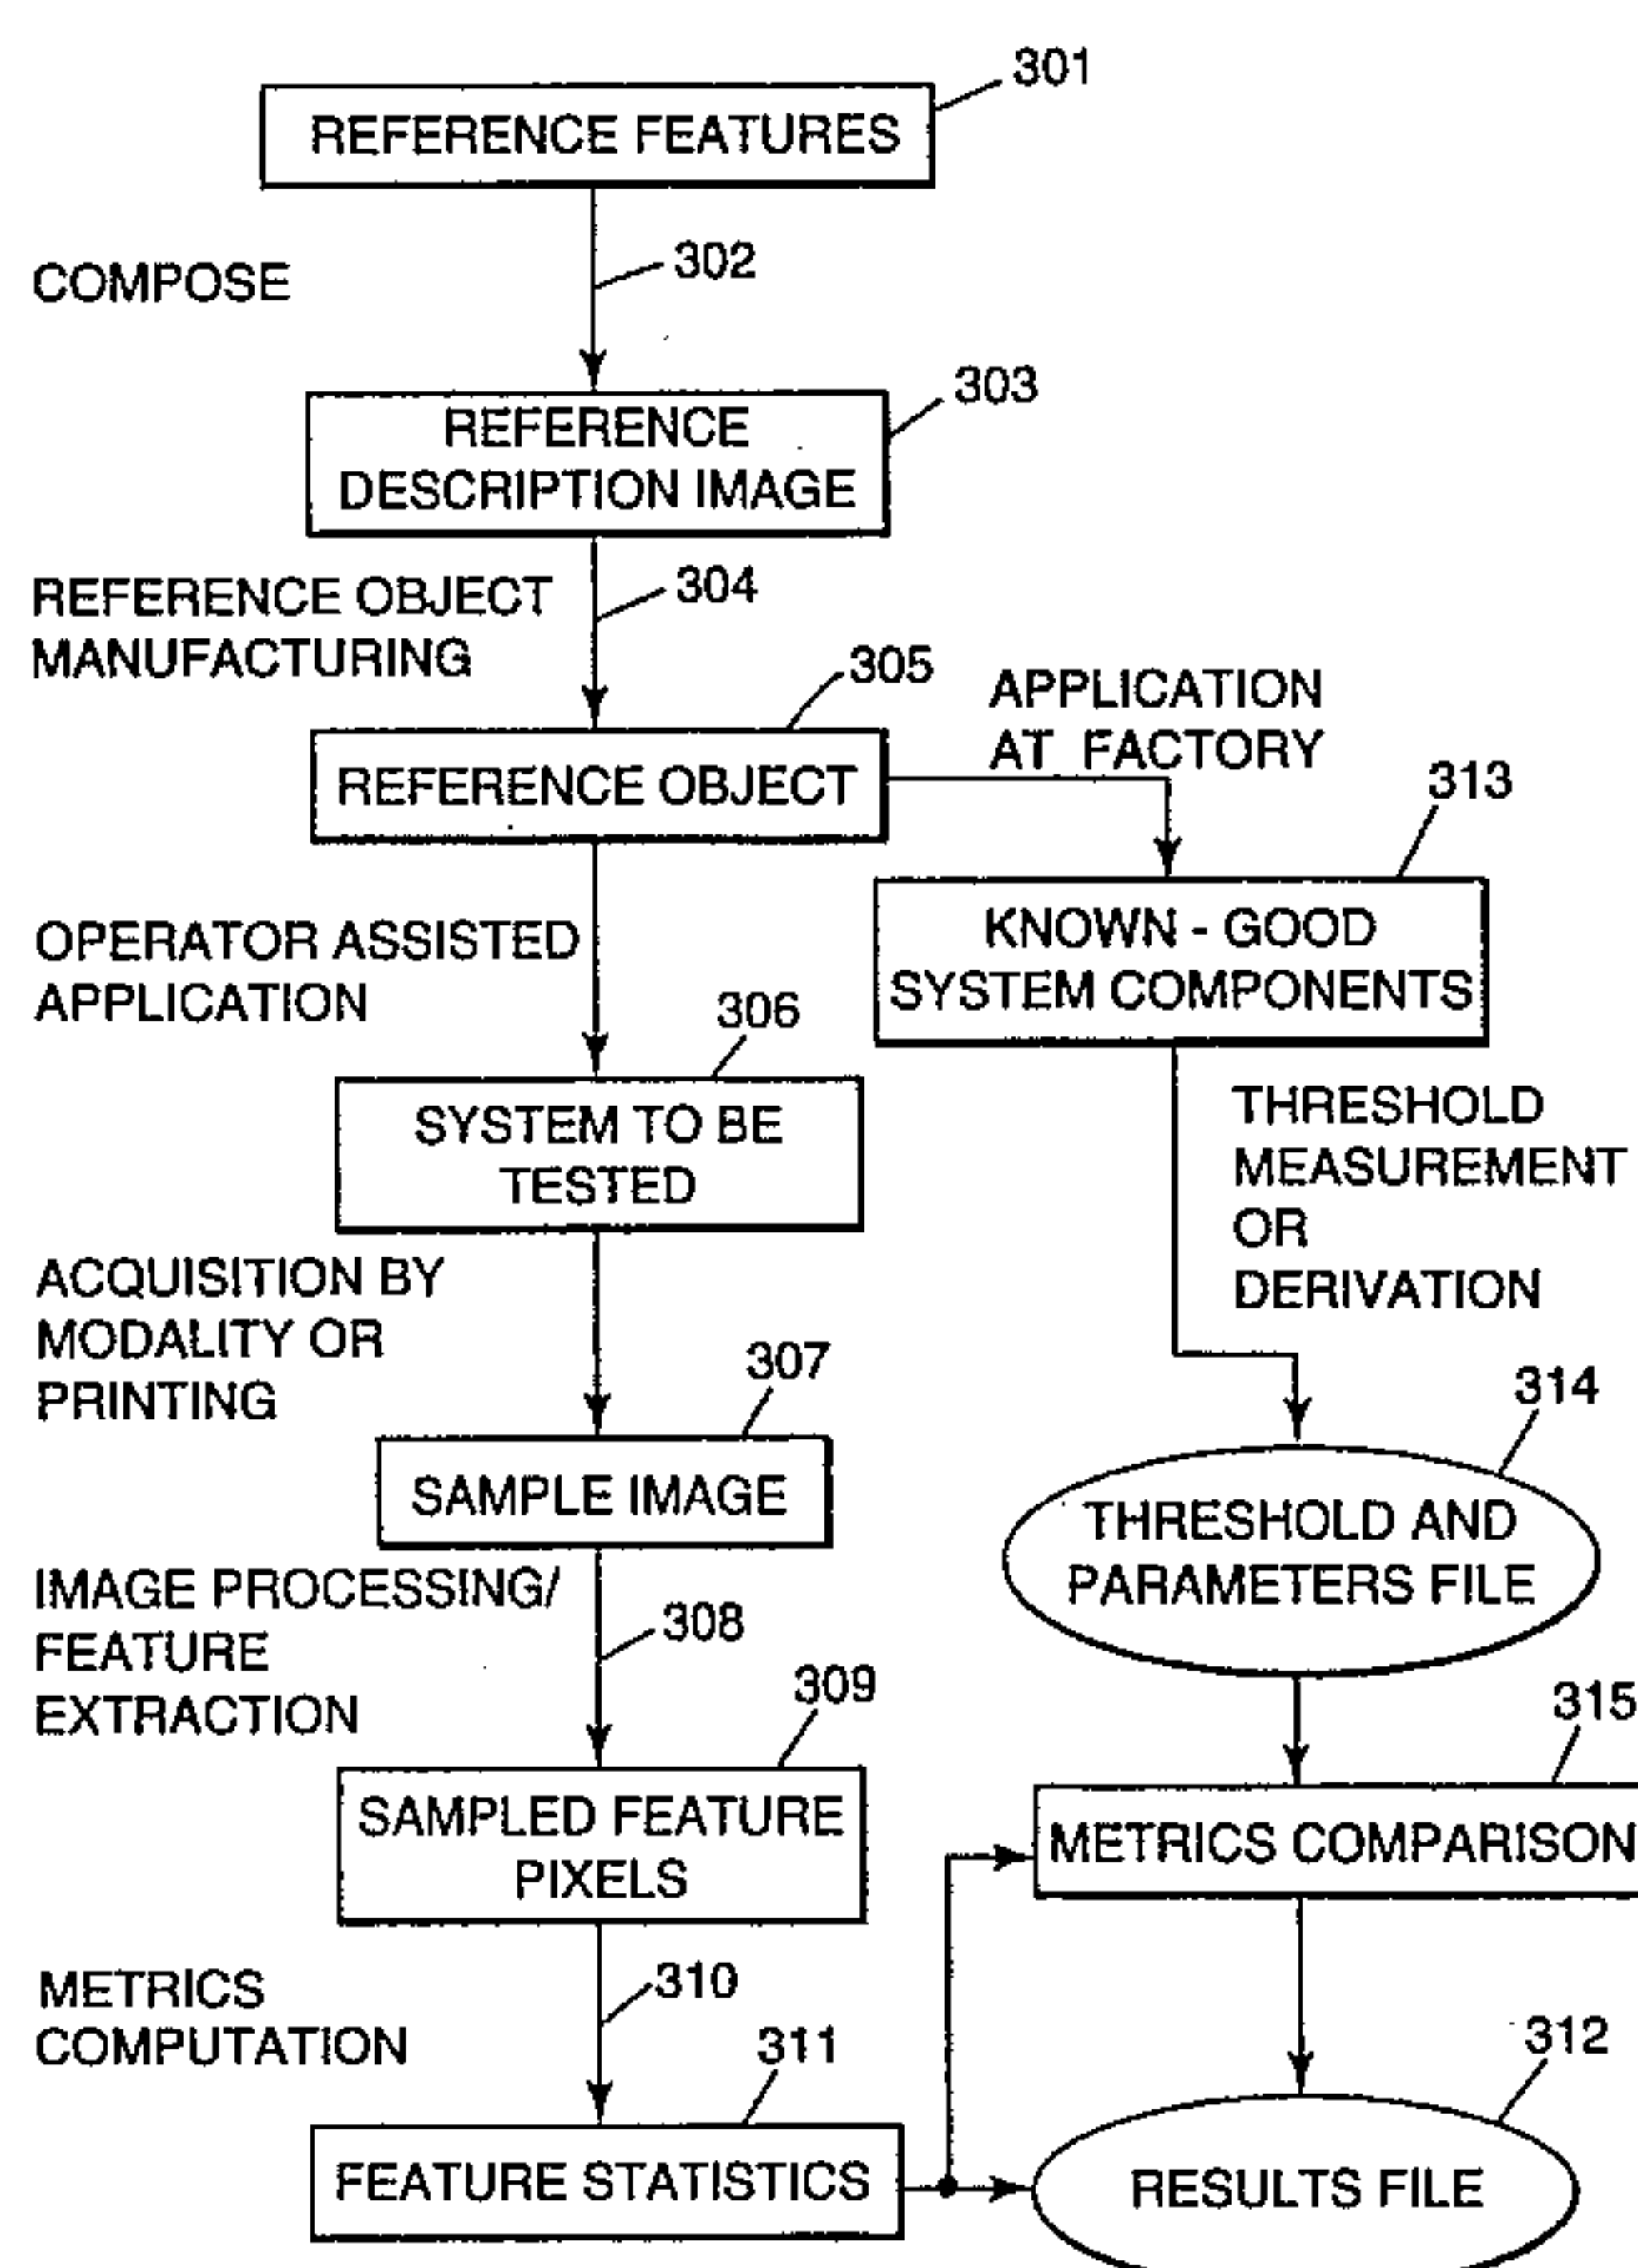 301
REFERENCE FEATURES
COMPOSE
302
303
REFERENCE
DESCRIPTION IMAGE
REFERENCE OBJECT
MANUFACTURING
304
305
APPLICATION
AT FACTORY
REFERENCE OBJECT
313
KNOWN - GOOD
SYSTEM COMPONENTS
OPERATOR ASSISTED
APPLICATION
306
SYSTEM TO BE
TESTED
THRESHOLD
MEASUREMENT
OR
DERIVATION
ACQUISITION BY
MODALITY OR
PRINTING
307
314
SAMPLE IMAGE
THRESHOLD AND
PARAMETERS FILE
IMAGE PROCESSING/
FEATURE
EXTRACTION
308
309
315
SAMPLED FEATURE
PIXELS
METRICS COMPARISON
METRICS
COMPUTATION
310
311
312
FEATURE STATISTICS
RESULTS FILE